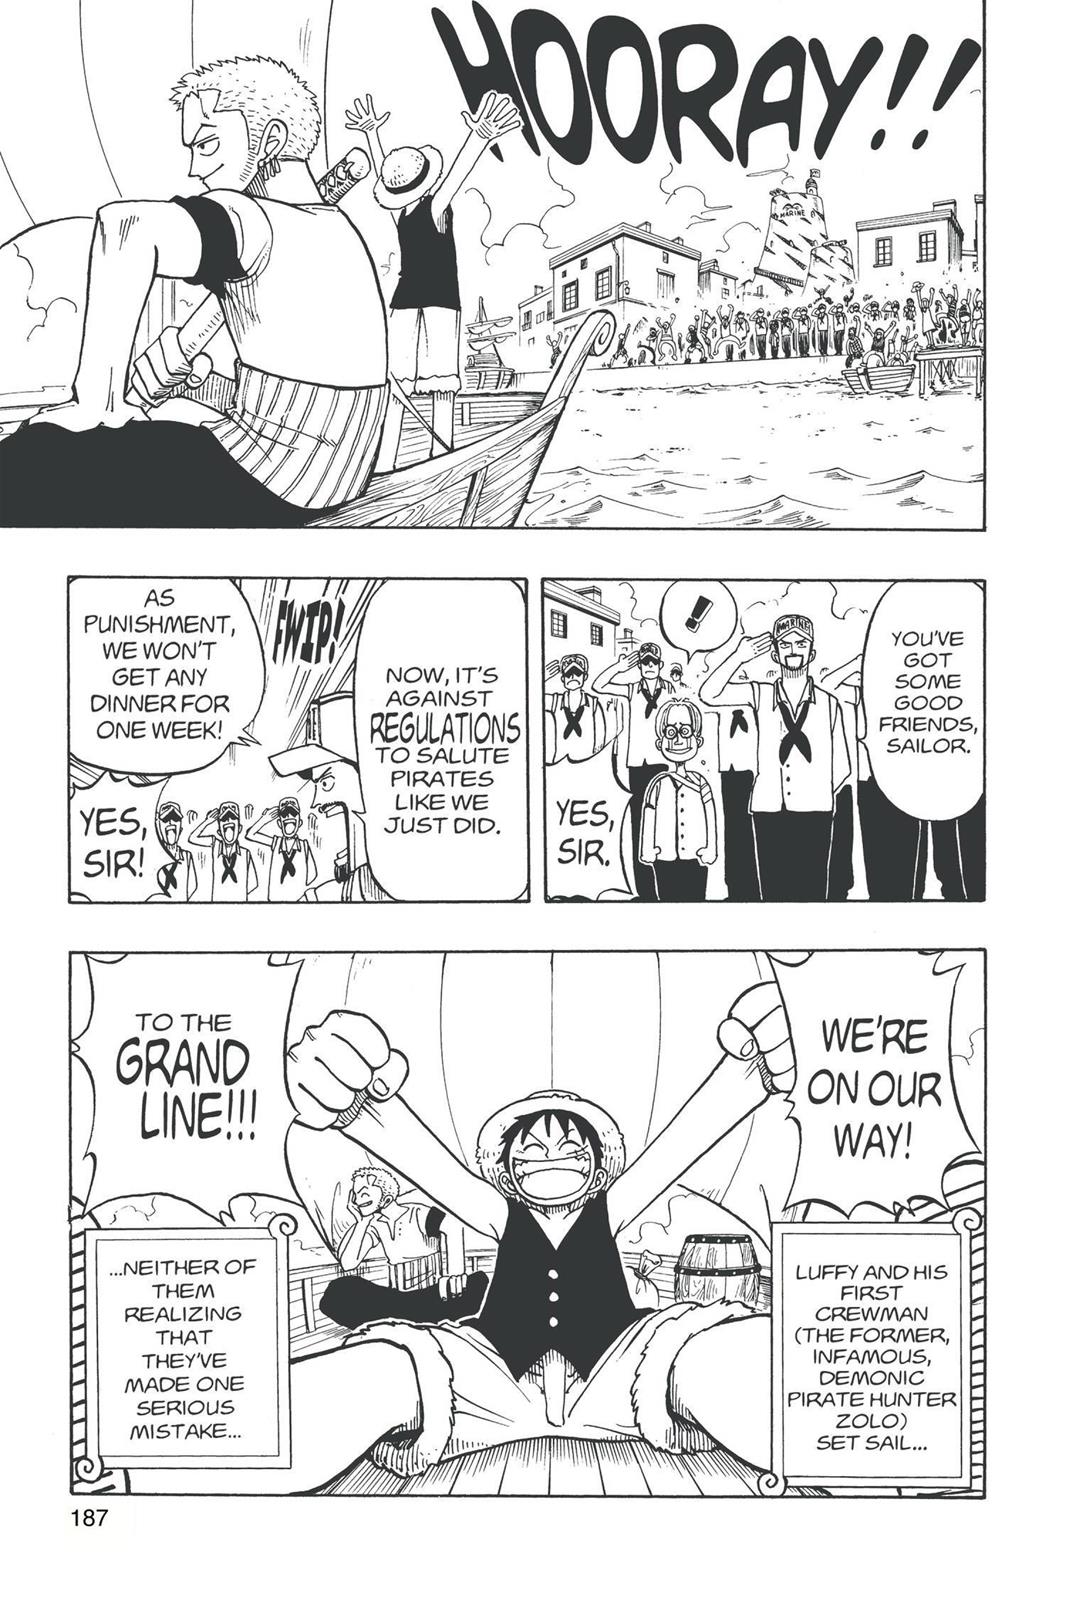 HOORAY!!
MARINE
YOU'VE
GOT
SOME
GOOD
FRIENDS,
SAILOR.
!
MARINE
YES,
SIR.
NOW, IT'S
AGAINST
REGULATIONS
TO SALUTE
PIRATES
LIKE WE
JUST DID.
FWIP!
AS
PUNISHMENT,
WE WON'T
GET ANY
DINNER FOR
ONE WEEK!
YES,
SIR!
WE'RE
ON OUR
WAY!
TO THE
GRAND
LINE!!!
LUFFY AND HIS
FIRST
CREWMAN
(THE FORMER,
INFAMOUS,
DEMONIC
PIRATE HUNTER
ZOLO)
SET SAIL...
...NEITHER OF
THEM
REALIZING
THAT
THEY'VE
MADE ONE
SERIOUS
MISTAKE...
187